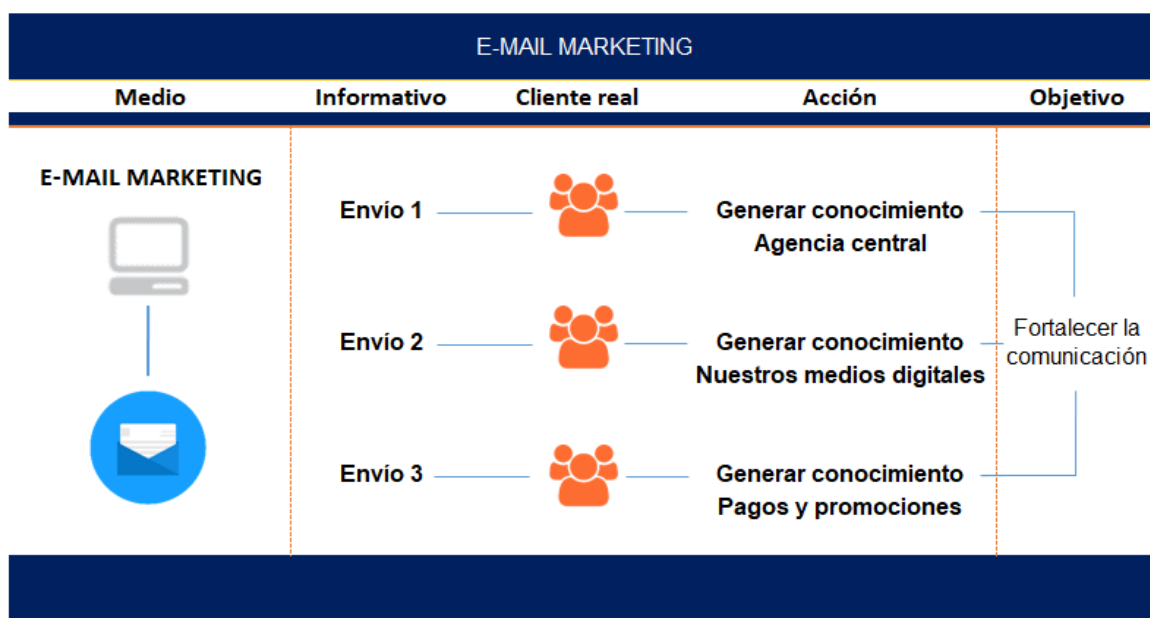 E-MAIL MARKETING
Medio
Informativo
Cliente real
Acción
Objetivo
E-MAIL MARKETING
Envío 1
Generar conocimiento
Agencia central
Envío 2
Generar conocimiento
Nuestros medios digitales
Envío 3
Generar conocimiento
Pagos y promociones
Fortalecer la
comunicación